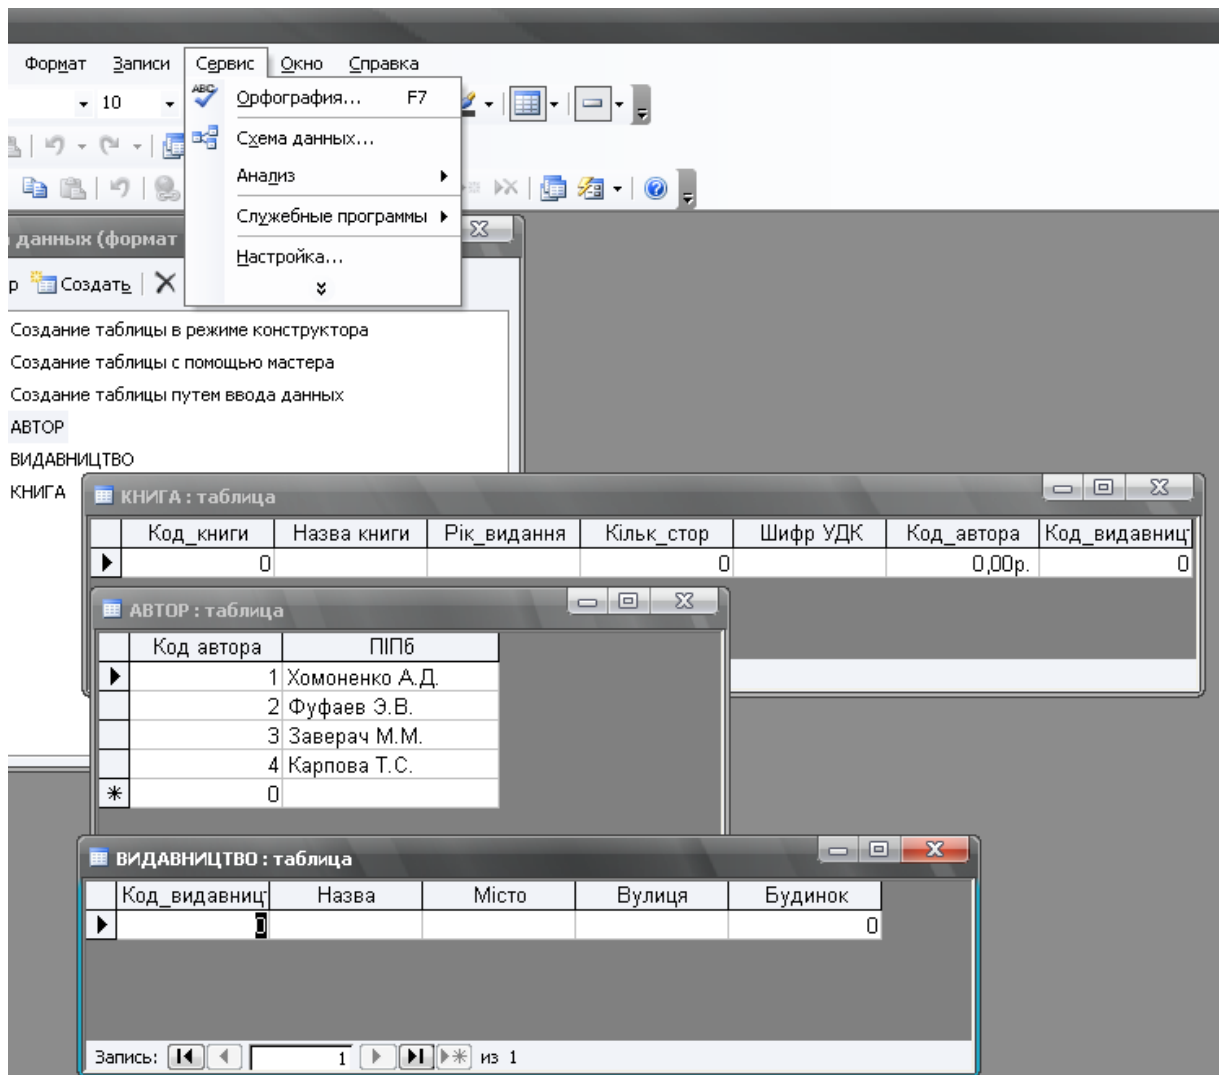 Формат Записи Сервис Окно Справка
10
Орфография... F7
Схема данных...
Анализ
Служебные программы
Настройка...
данных (формат
р Создать
Создание таблицы в режиме конструктора
Создание таблицы с помощью мастера
Создание таблицы путем ввода данных
АВТОР
ВИДАВНИЦТВО
КНИГА
КНИГА : таблица
Код_книги Назва книги Рік_видання Кільк_стор Шифр УДК Код_автора Код_видавниц
0 0 0,00р. 0
АВТОР : таблица
Код автора ПІПб
1 Хомоненко А.Д.
2 Фуфаев Э.В.
3 Заверач М.М.
4 Карпова Т.С.
0
ВИДАВНИЦТВО : таблица
Код_видавниц Назва Місто Вулиця Будинок
0 0
Запись: 1 из 1